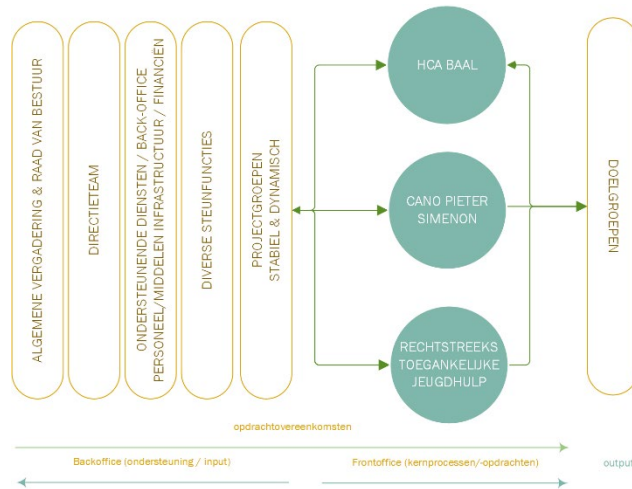 ALGEMENE VERGADERING & RAAD VAN BESTUUR
DIRECTIETEAM
ONDERSTEUNENDE DIENSTEN / BACK-OFFICE
PERSONEEL/MIDDELEN INFRASTRUCTUUR / FINANCIËN
DIVERSE STEUNFUNCTIES
PROJECTGROEPEN
STABIEL & DYNAMISCH
HCA BAAL
CANO PIETER
SIMENON
RECHTSTREEKS
TOEGANKELIJKE
JEUGDHULP
DOELGROEPEN
opdrachtovereenkomsten
Backoffice (ondersteuning / input)
Frontoffice (kernprocessen/-opdrachten)
output